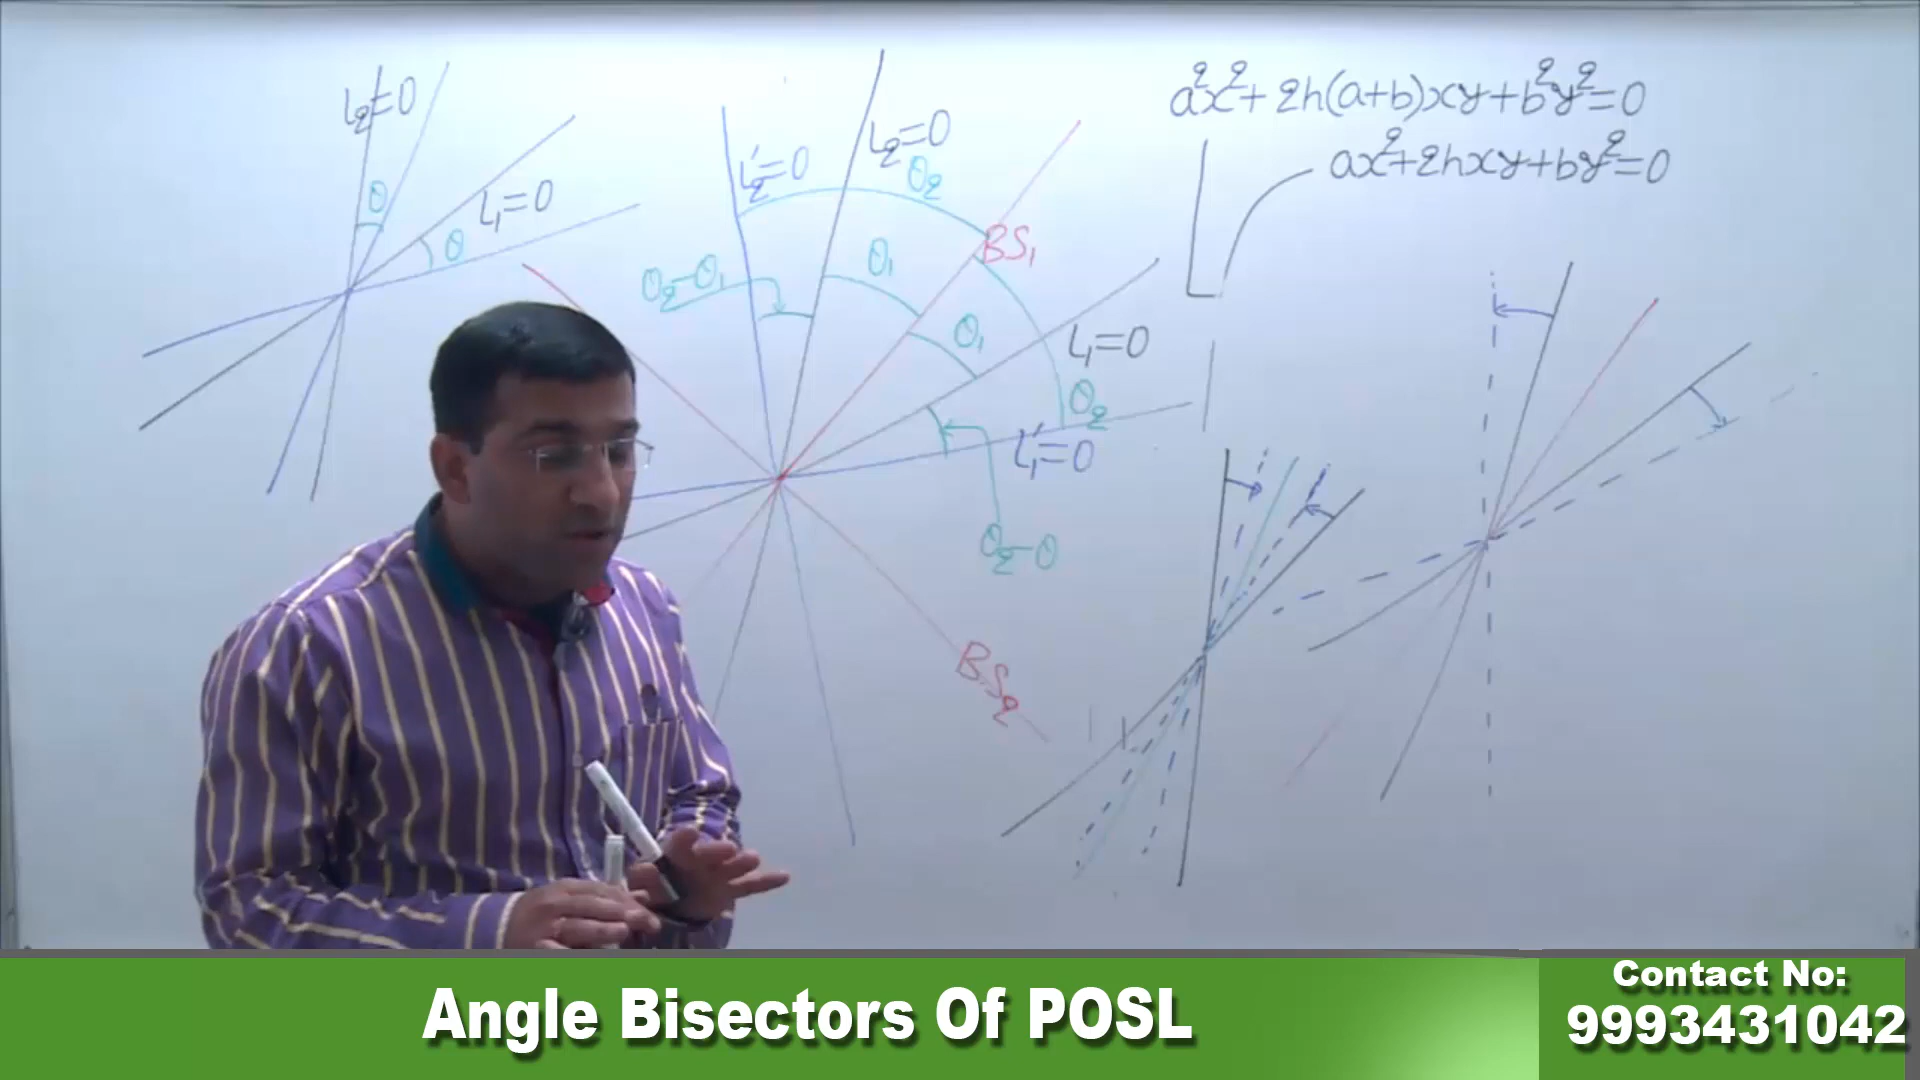 L₂=0
θ
L₁=0
θ
L₂'=0
L₂=0
θ₂
BS₁
θ₁
θ₂-θ₁
θ₁
L₁=0
θ₂
L₁'=0
θ₂-θ
B.S₂
a²x²+2h(a+b)xy+b²y²=0
ax²+2hxy+by²=0
Angle Bisectors Of POSL
Contact No:
9993431042